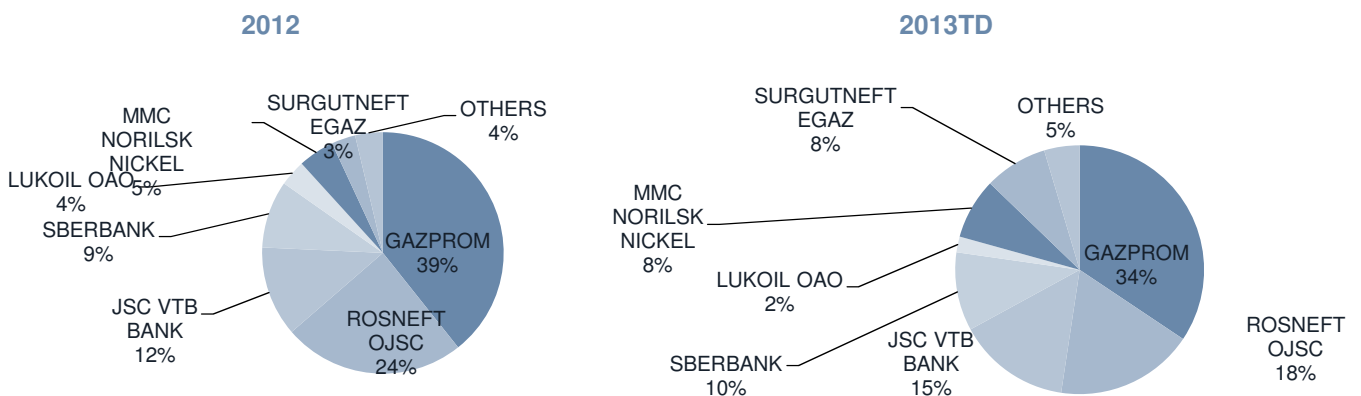 2012
SURGUTNEFT
EGAZ
3%
OTHERS
4%
MMC
NORILSK
NICKEL
5%
LUKOIL OAO
4%
SBERBANK
9%
JSC VTB
BANK
12%
GAZPROM
39%
ROSNEFT
OJSC
24%
2013TD
SURGUTNEFT
EGAZ
8%
OTHERS
5%
MMC
NORILSK
NICKEL
8%
LUKOIL OAO
2%
SBERBANK
10%
JSC VTB
BANK
15%
GAZPROM
34%
ROSNEFT
OJSC
18%